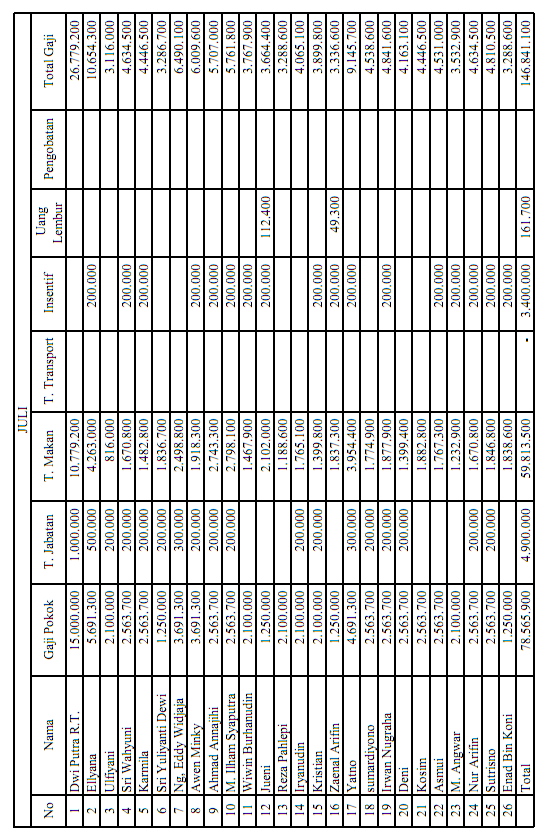 JULI
No Nama Gaji Pokok T. Jabatan T. Makan T. Transport Insentif Uang Lembur Pengobatan Total Gaji
1 Dwi Putra R.T. 15.000.000 1.000.000 10.779.200 26.779.200
2 Ellyana 5.691.300 500.000 4.263.000 200.000 10.654.300
3 Ulfiyani 2.100.000 200.000 816.000 3.116.000
4 Sri Wahyuni 2.563.700 200.000 1.670.800 200.000 4.634.500
5 Karmila 2.563.700 200.000 1.482.800 200.000 4.446.500
6 Sri Yuliyanti Dewi 1.250.000 200.000 1.836.700 3.286.700
7 Ng, Eddy Widjaja 3.691.300 300.000 2.498.800 6.490.100
8 Awen Minky 3.691.300 200.000 1.918.300 200.000 6.009.600
9 Ahmad Annajihi 2.563.700 200.000 2.743.300 200.000 5.707.000
10 M. Ilham Syaputra 2.563.700 200.000 2.798.100 200.000 5.761.800
11 Wiwin Burhanudin 2.100.000 1.467.900 200.000 3.767.900
12 Jueni 1.250.000 2.102.000 200.000 112.400 3.664.400
13 Reza Pahlepi 2.100.000 1.188.600 3.288.600
14 Iryanudin 2.100.000 200.000 1.765.100 4.065.100
15 Kristian 2.100.000 200.000 1.399.800 200.000 3.899.800
16 Zaenal Arifin 1.250.000 1.837.300 200.000 49.300 3.336.600
17 Yatno 4.691.300 300.000 3.954.400 200.000 9.145.700
18 sumardiyono 2.563.700 200.000 1.774.900 4.538.600
19 Irwan Nugraha 2.563.700 200.000 1.877.900 200.000 4.841.600
20 Deni 2.563.700 200.000 1.399.400 4.163.100
21 Kosim 2.563.700 1.882.800 4.446.500
22 Asmui 2.563.700 1.767.300 200.000 4.531.000
23 M. Angwar 2.100.000 1.232.900 200.000 3.532.900
24 Nur Arifin 2.563.700 200.000 1.670.800 200.000 4.634.500
25 Sutrisno 2.563.700 200.000 1.846.800 200.000 4.810.500
26 Enad Bin Koni 1.250.000 1.838.600 200.000 3.288.600
Total 78.565.900 4.900.000 59.813.500 - 3.400.000 161.700 146.841.100